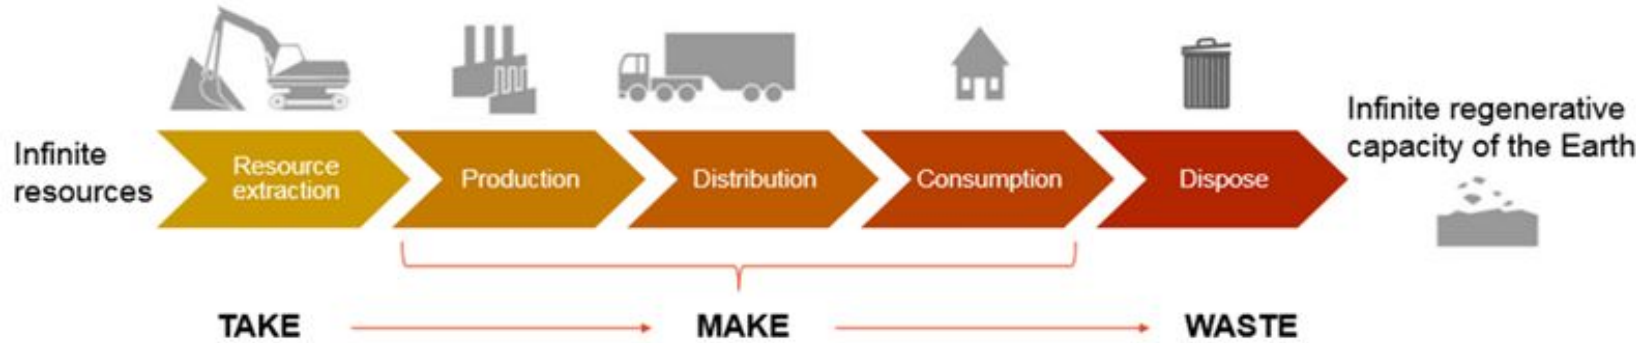 Infinite
resources
Resource
extraction
Production
Distribution
Consumption
Dispose
Infinite regenerative
capacity of the Earth
TAKE
MAKE
WASTE